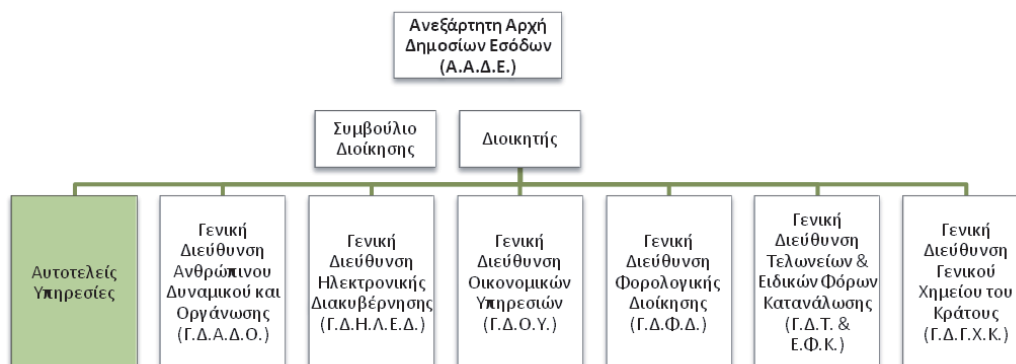 Ανεξάρτητη Αρχή
Δημοσίων Εσόδων
(Α.Α.Δ.Ε.)
Συμβούλιο
Διοίκησης
Διοικητής
Αυτοτελείς
Υπηρεσίες
Γενική
Διεύθυνση
Ανθρώπινου
Δυναμικού και
Οργάνωσης
(Γ.Δ.Α.Δ.Ο.)
Γενική
Διεύθυνση
Ηλεκτρονικής
Διακυβέρνησης
(Γ.Δ.Η.Λ.Ε.Δ.)
Γενική
Διεύθυνση
Οικονομικών
Υπηρεσιών
(Γ.Δ.Ο.Υ.)
Γενική
Διεύθυνση
Φορολογικής
Διοίκησης
(Γ.Δ.Φ.Δ.)
Γενική
Διεύθυνση
Τελωνείων &
Ειδικών Φόρων
Κατανάλωσης
(Γ.Δ.Τ. &
Ε.Φ.Κ.)
Γενική
Διεύθυνση
Γενικού
Χημείου του
Κράτους
(Γ.Δ.Γ.Χ.Κ.)